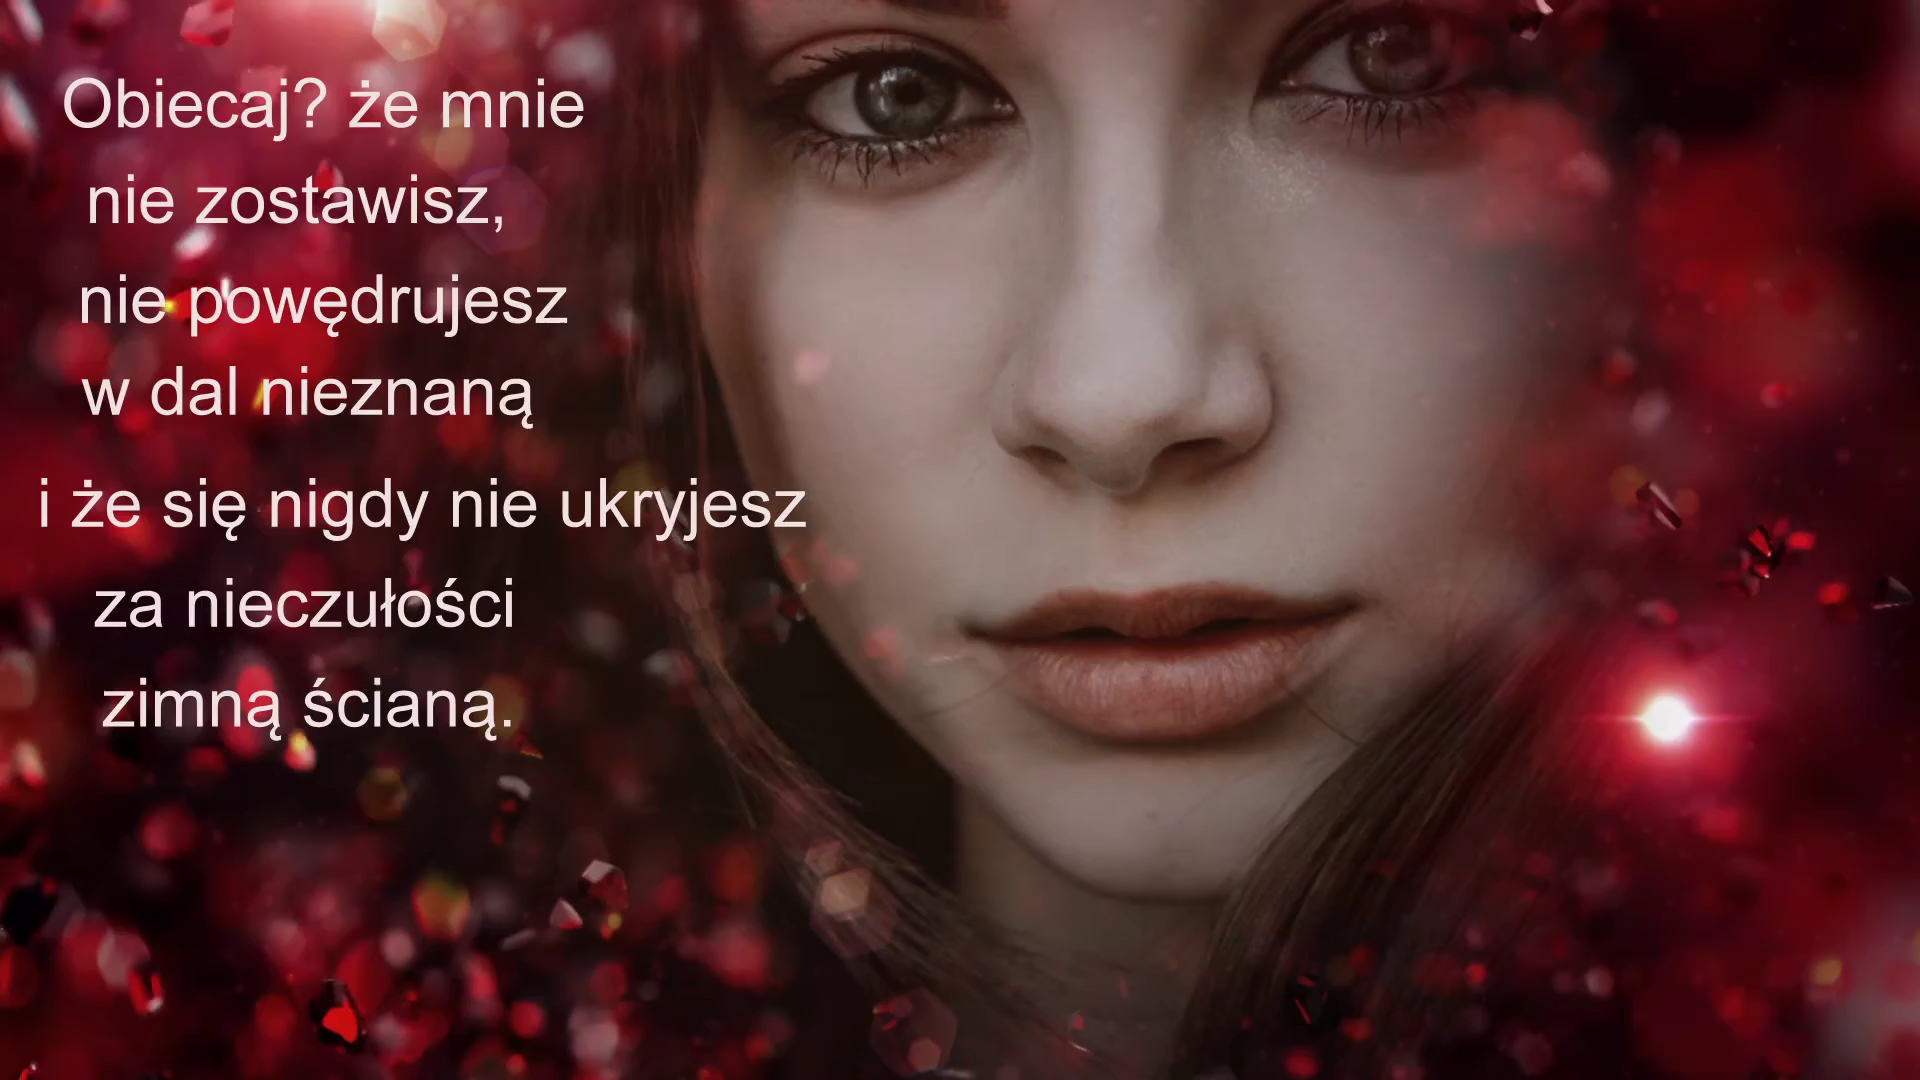 Obiecaj? że mnie
nie zostawisz,
nie powędrujesz
w dal nieznaną
i że się nigdy nie ukryjesz
za nieczułości
zimną ścianą.